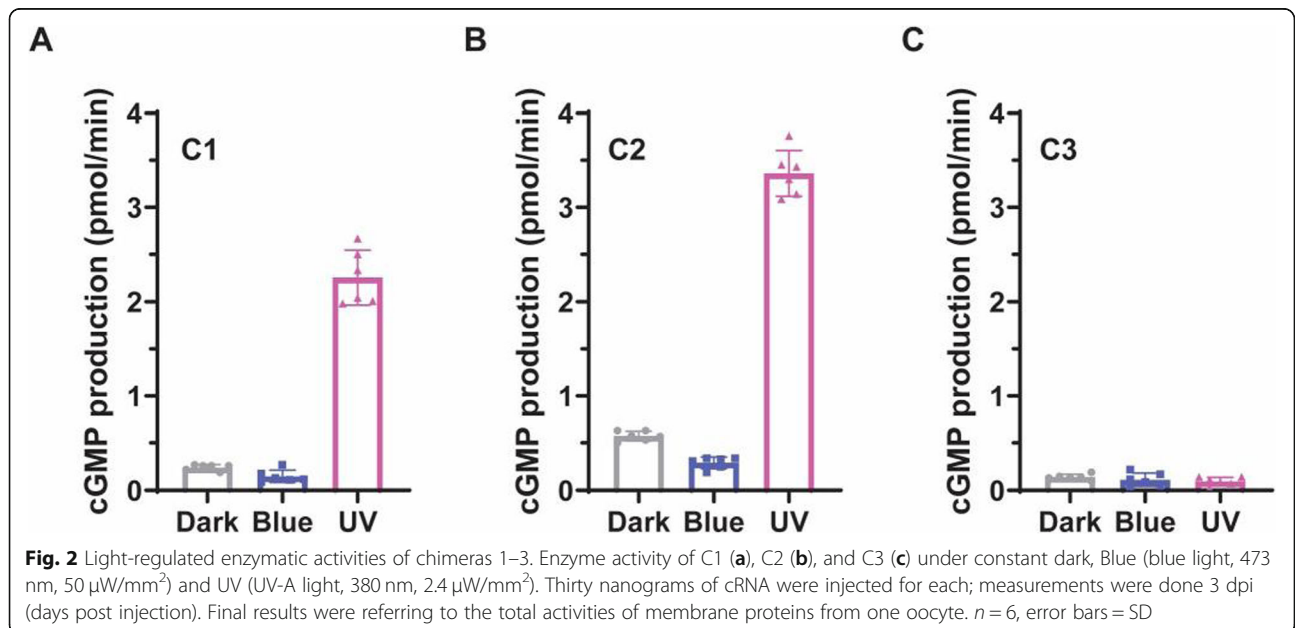 A
cGMP production (pmol/min)
4
3
2
1
0
C1
Dark Blue UV
B
cGMP production (pmol/min)
4
3
2
1
0
C2
Dark Blue UV
C
cGMP production (pmol/min)
4
3
2
1
0
C3
Dark Blue UV
Fig. 2 Light-regulated enzymatic activities of chimeras 1–3. Enzyme activity of C1 (a), C2 (b), and C3 (c) under constant dark, Blue (blue light, 473
nm, 50 μW/mm²) and UV (UV-A light, 380 nm, 2.4 μW/mm²). Thirty nanograms of cRNA were injected for each; measurements were done 3 dpi
(days post injection). Final results were referring to the total activities of membrane proteins from one oocyte. n = 6, error bars = SD